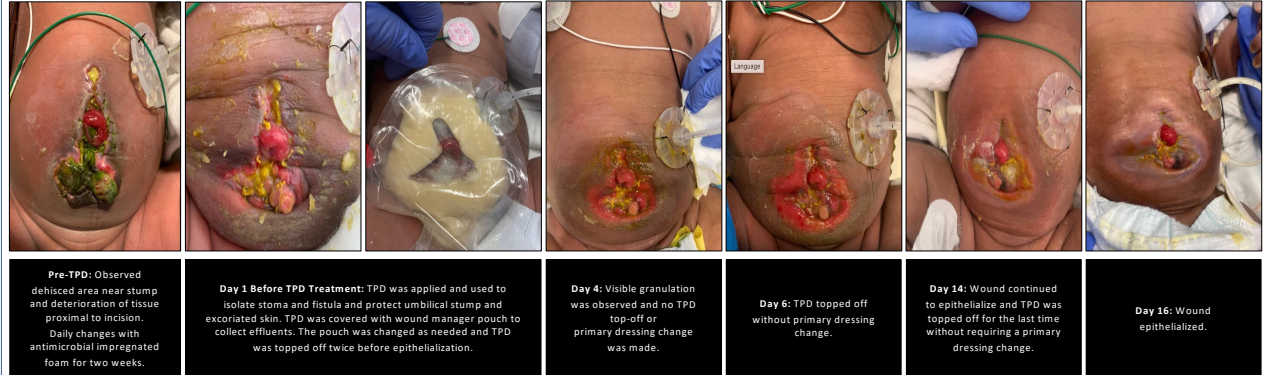 Language
Pre-TPD: Observed
dehisced area near stump
and deterioration of tissue
proximal to incision.
Daily changes with
antimicrobial impregnated
foam for two weeks.
Day 1 Before TPD Treatment: TPD was applied and used to
isolate stoma and fistula and protect umbilical stump and
excoriated skin. TPD was covered with wound manager pouch to
collect effluents. The pouch was changed as needed and TPD
was topped off twice before epithelialization.
Day 4: Visible granulation
was observed and no TPD
top-off or
primary dressing change
was made.
Day 6: TPD topped off
without primary dressing
change.
Day 14: Wound continued
to epithelialize and TPD was
topped off for the last time
without requiring a primary
dressing change.
Day 16: Wound
epithelialized.